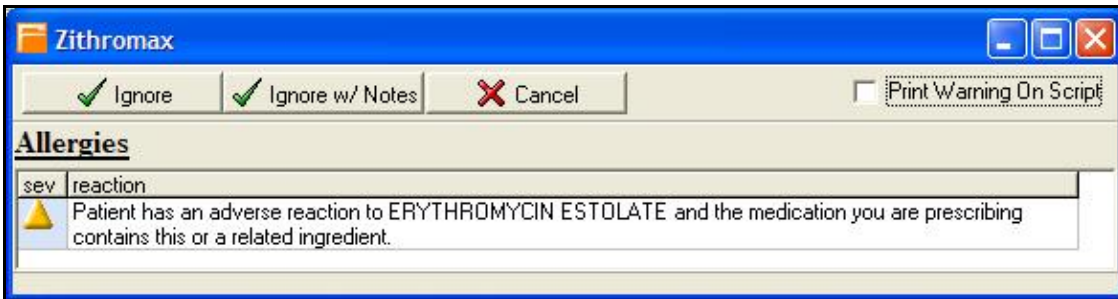 Zithromax
Ignore
Ignore w/ Notes
Cancel
Print Warning On Script
Allergies
sev reaction
Patient has an adverse reaction to ERYTHROMYCIN ESTOLATE and the medication you are prescribing
contains this or a related ingredient.